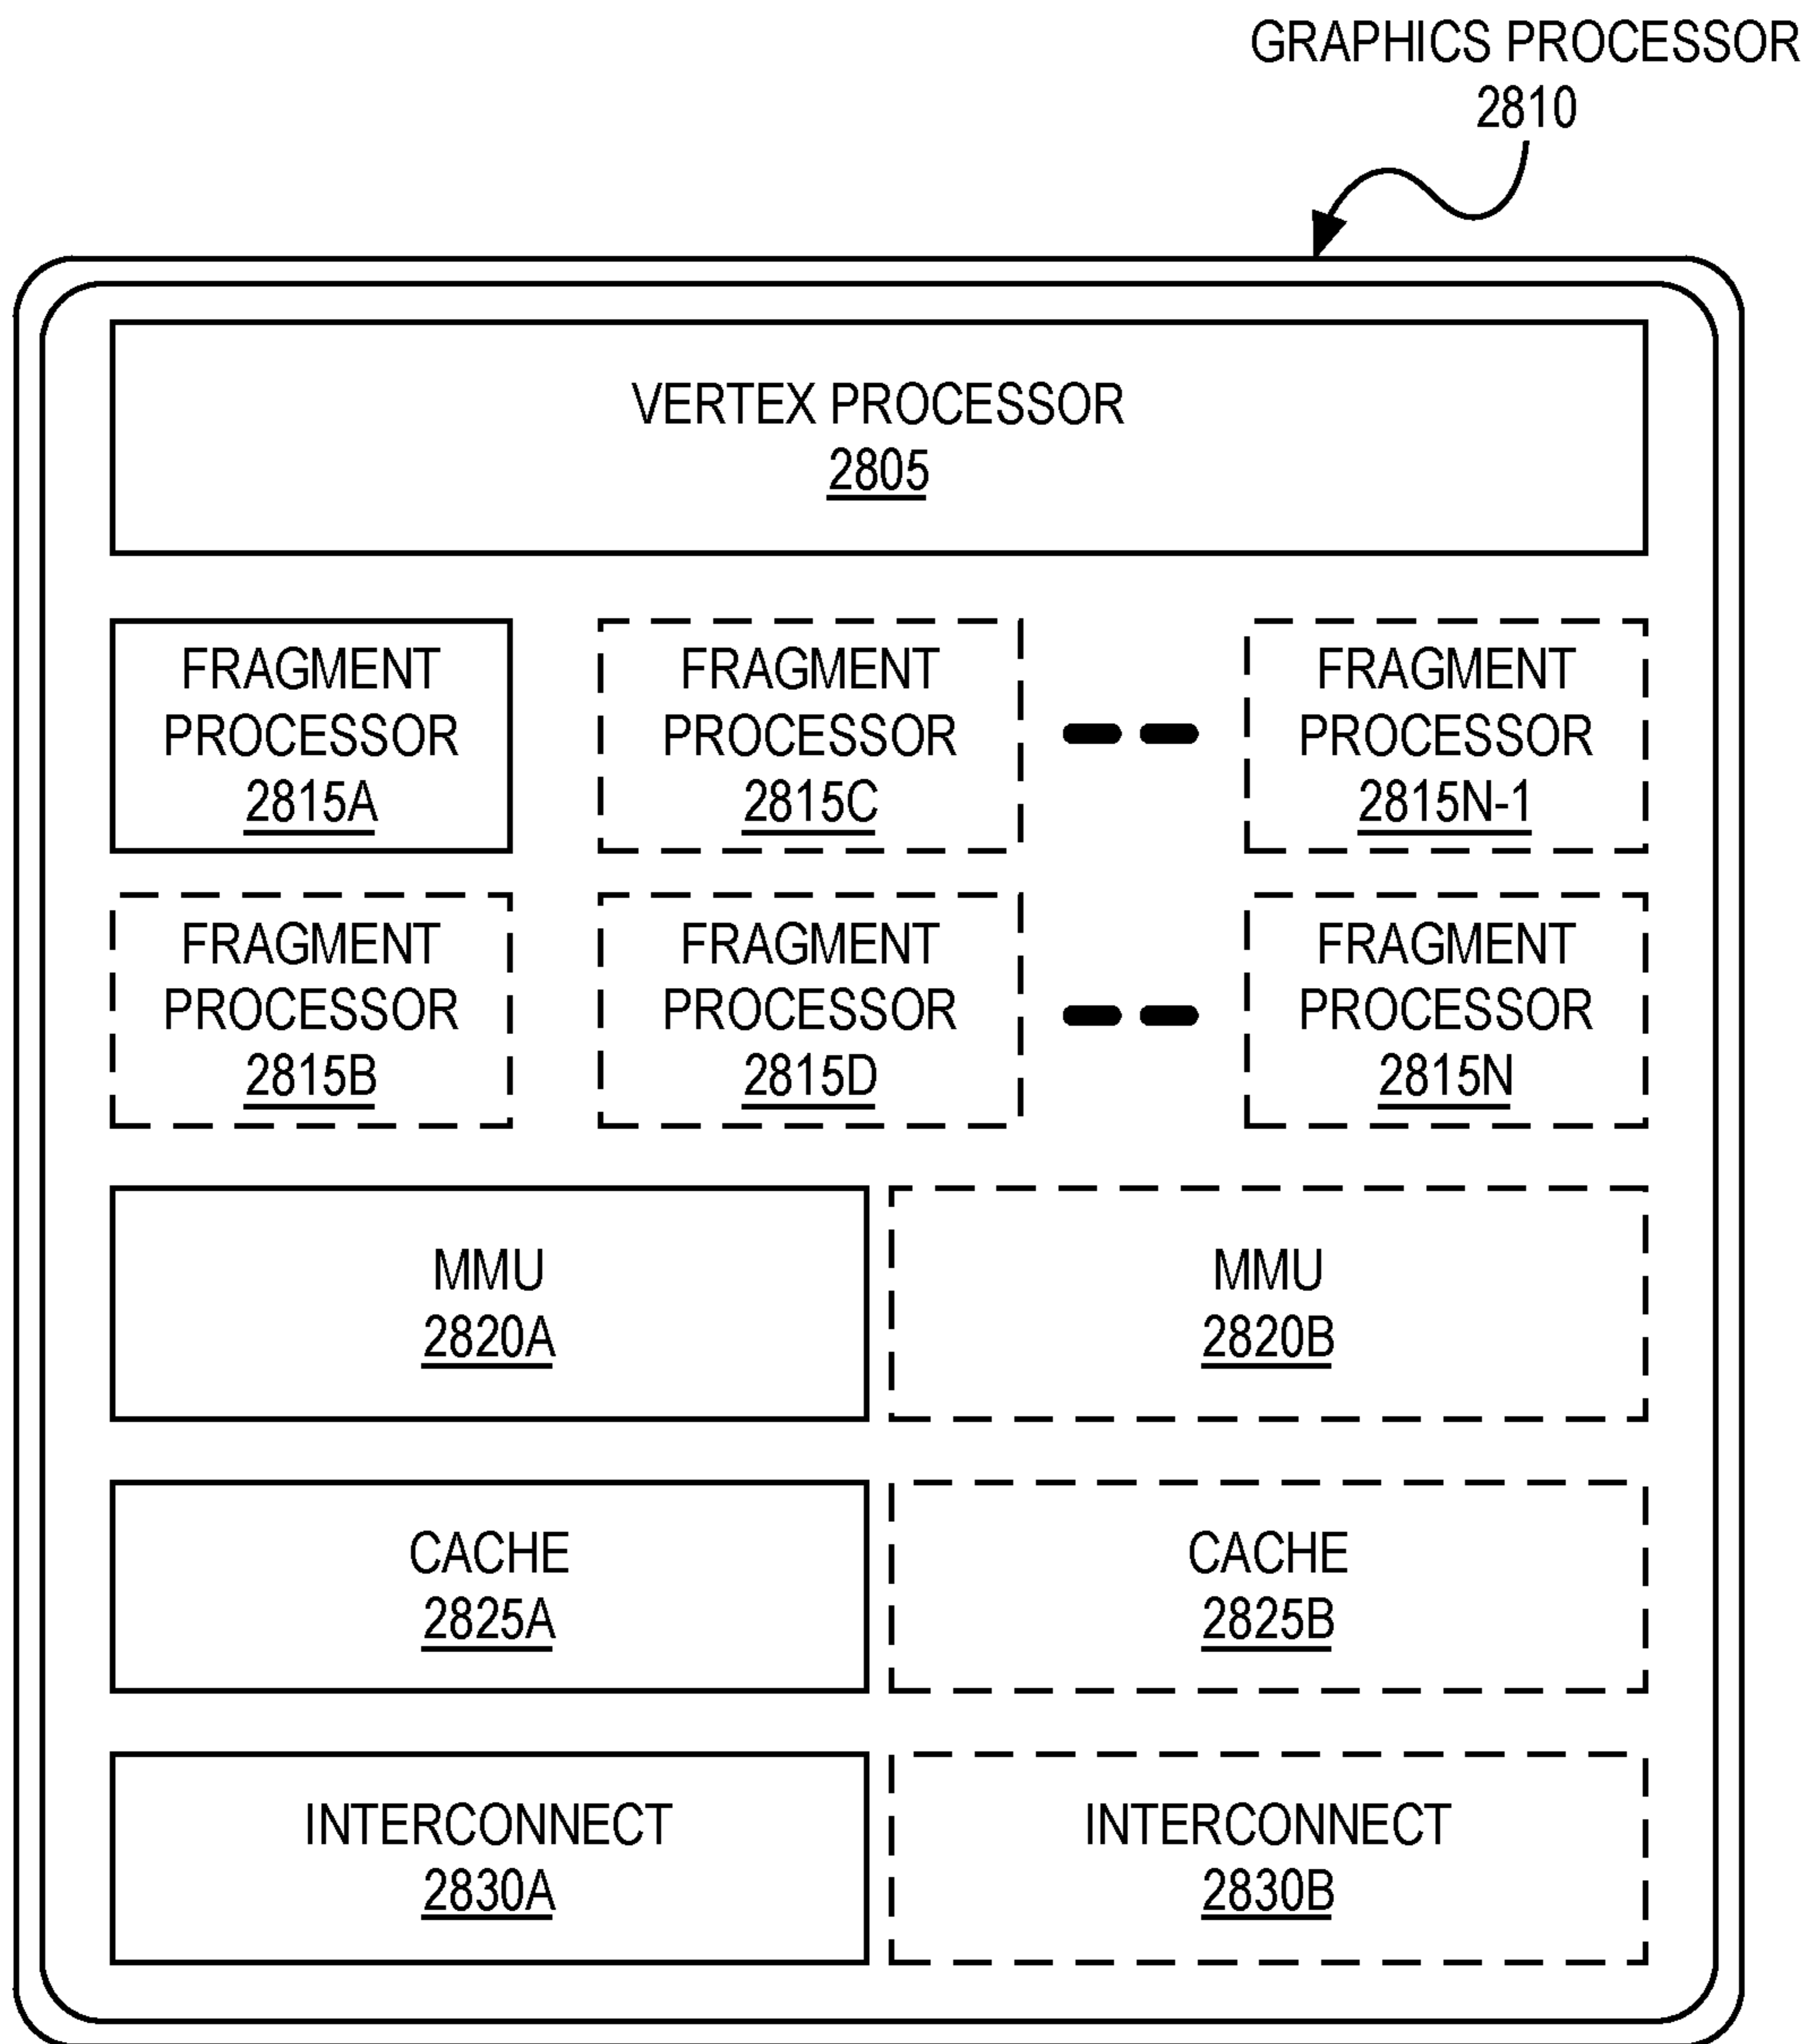 GRAPHICS PROCESSOR
2810
VERTEX PROCESSOR
2805
FRAGMENT
PROCESSOR
2815A
FRAGMENT
PROCESSOR
2815C
FRAGMENT
PROCESSOR
2815N-1
FRAGMENT
PROCESSOR
2815B
FRAGMENT
PROCESSOR
2815D
FRAGMENT
PROCESSOR
2815N
MMU
2820A
MMU
2820B
CACHE
2825A
CACHE
2825B
INTERCONNECT
2830A
INTERCONNECT
2830B